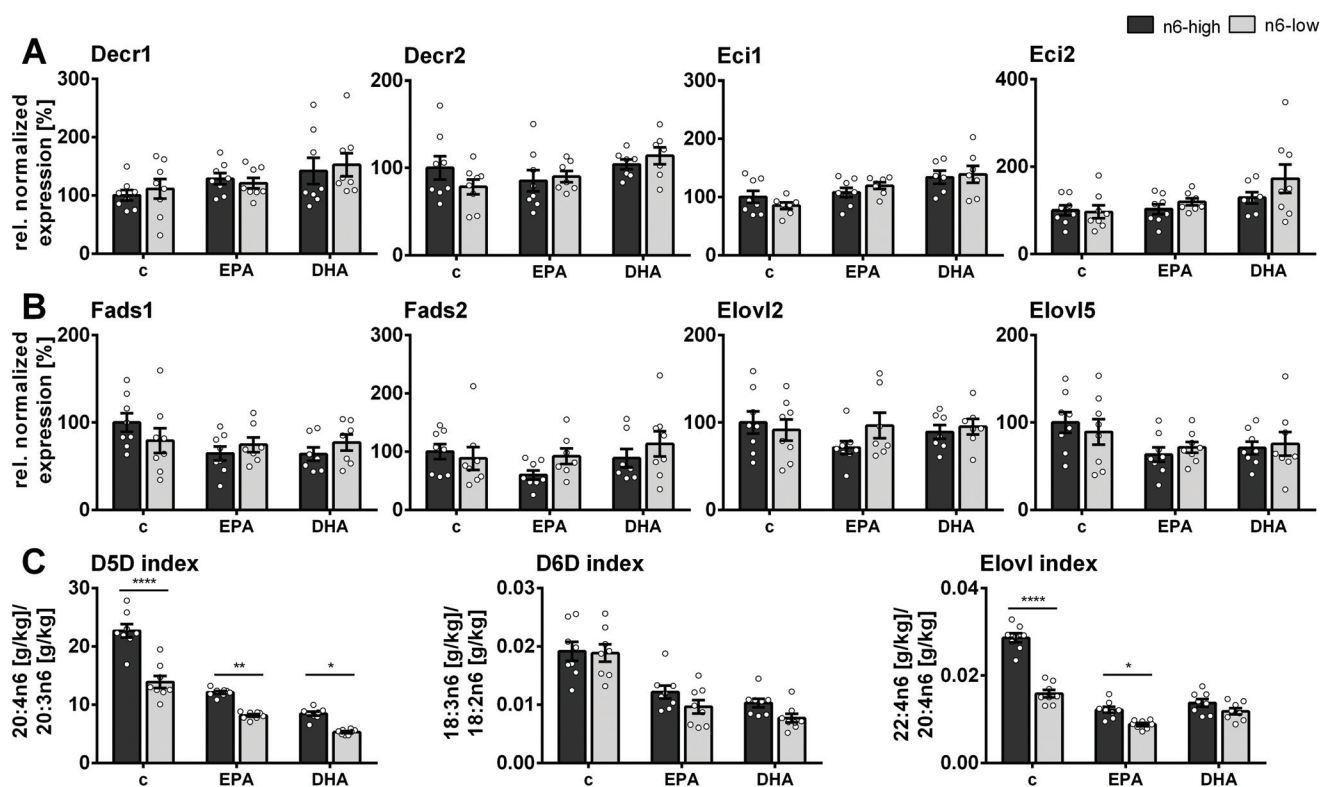 n6-high n6-low
A
Decr1 Decr2 Eci1 Eci2
rel. normalized
expression [%]
300 200 300 400
200 100 200 200
100 0 100 0
0 0
c EPA DHA c EPA DHA c EPA DHA c EPA DHA
B
Fads1 Fads2 Elovl2 Elovl5
rel. normalized
expression [%]
200 300 200 200
100 200 100 100
0 100 0 0
0
c EPA DHA c EPA DHA c EPA DHA c EPA DHA
C
D5D index D6D index Elovl index
20:4n6 [g/kg]/
20:3n6 [g/kg]
30
20
10
0
**** ** *
c EPA DHA
18:3n6 [g/kg]/
18:2n6 [g/kg]
0.03
0.02
0.01
0.00
c EPA DHA
22:4n6 [g/kg]/
20:4n6 [g/kg]
0.04
0.02
0.00
**** *
c EPA DHA